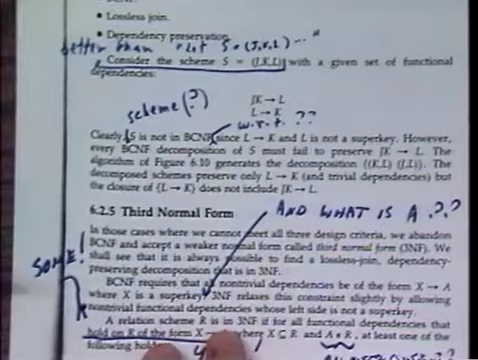 • Lossless join.
• Dependency preservation.
better than "let S = (J,K,L) ..."
Consider the scheme S = (J,K,L) with a given set of functional
dependencies:
scheme (?)
JK → L
L → K
w.r.t. ??
Clearly S is not in BCNF since L → K and L is not a superkey. However,
every BCNF decomposition of S must fail to preserve JK → L. The
algorithm of Figure 6.10 generates the decomposition {(K,L) (J,L)}. The
decomposed schemes preserve only L → K (and trivial dependencies) but
the closure of {L → K} does not include JK → L.
AND WHAT IS A . ? . ?
6.2.5 Third Normal Form
In those cases where we cannot meet all three design criteria, we abandon
BCNF and accept a weaker normal form called third normal form (3NF). We
SOME!
shall see that it is always possible to find a lossless-join, dependency-
preserving decomposition that is in 3NF.
BCNF requires that all nontrivial dependencies be of the form X → A
where X is a superkey. 3NF relaxes this constraint slightly by allowing
nontrivial functional dependencies whose left side is not a superkey.
A relation scheme R is in 3NF if for all functional dependencies that
hold on R of the form X → where X ⊆ R and A ∈ R, at least one of the
following